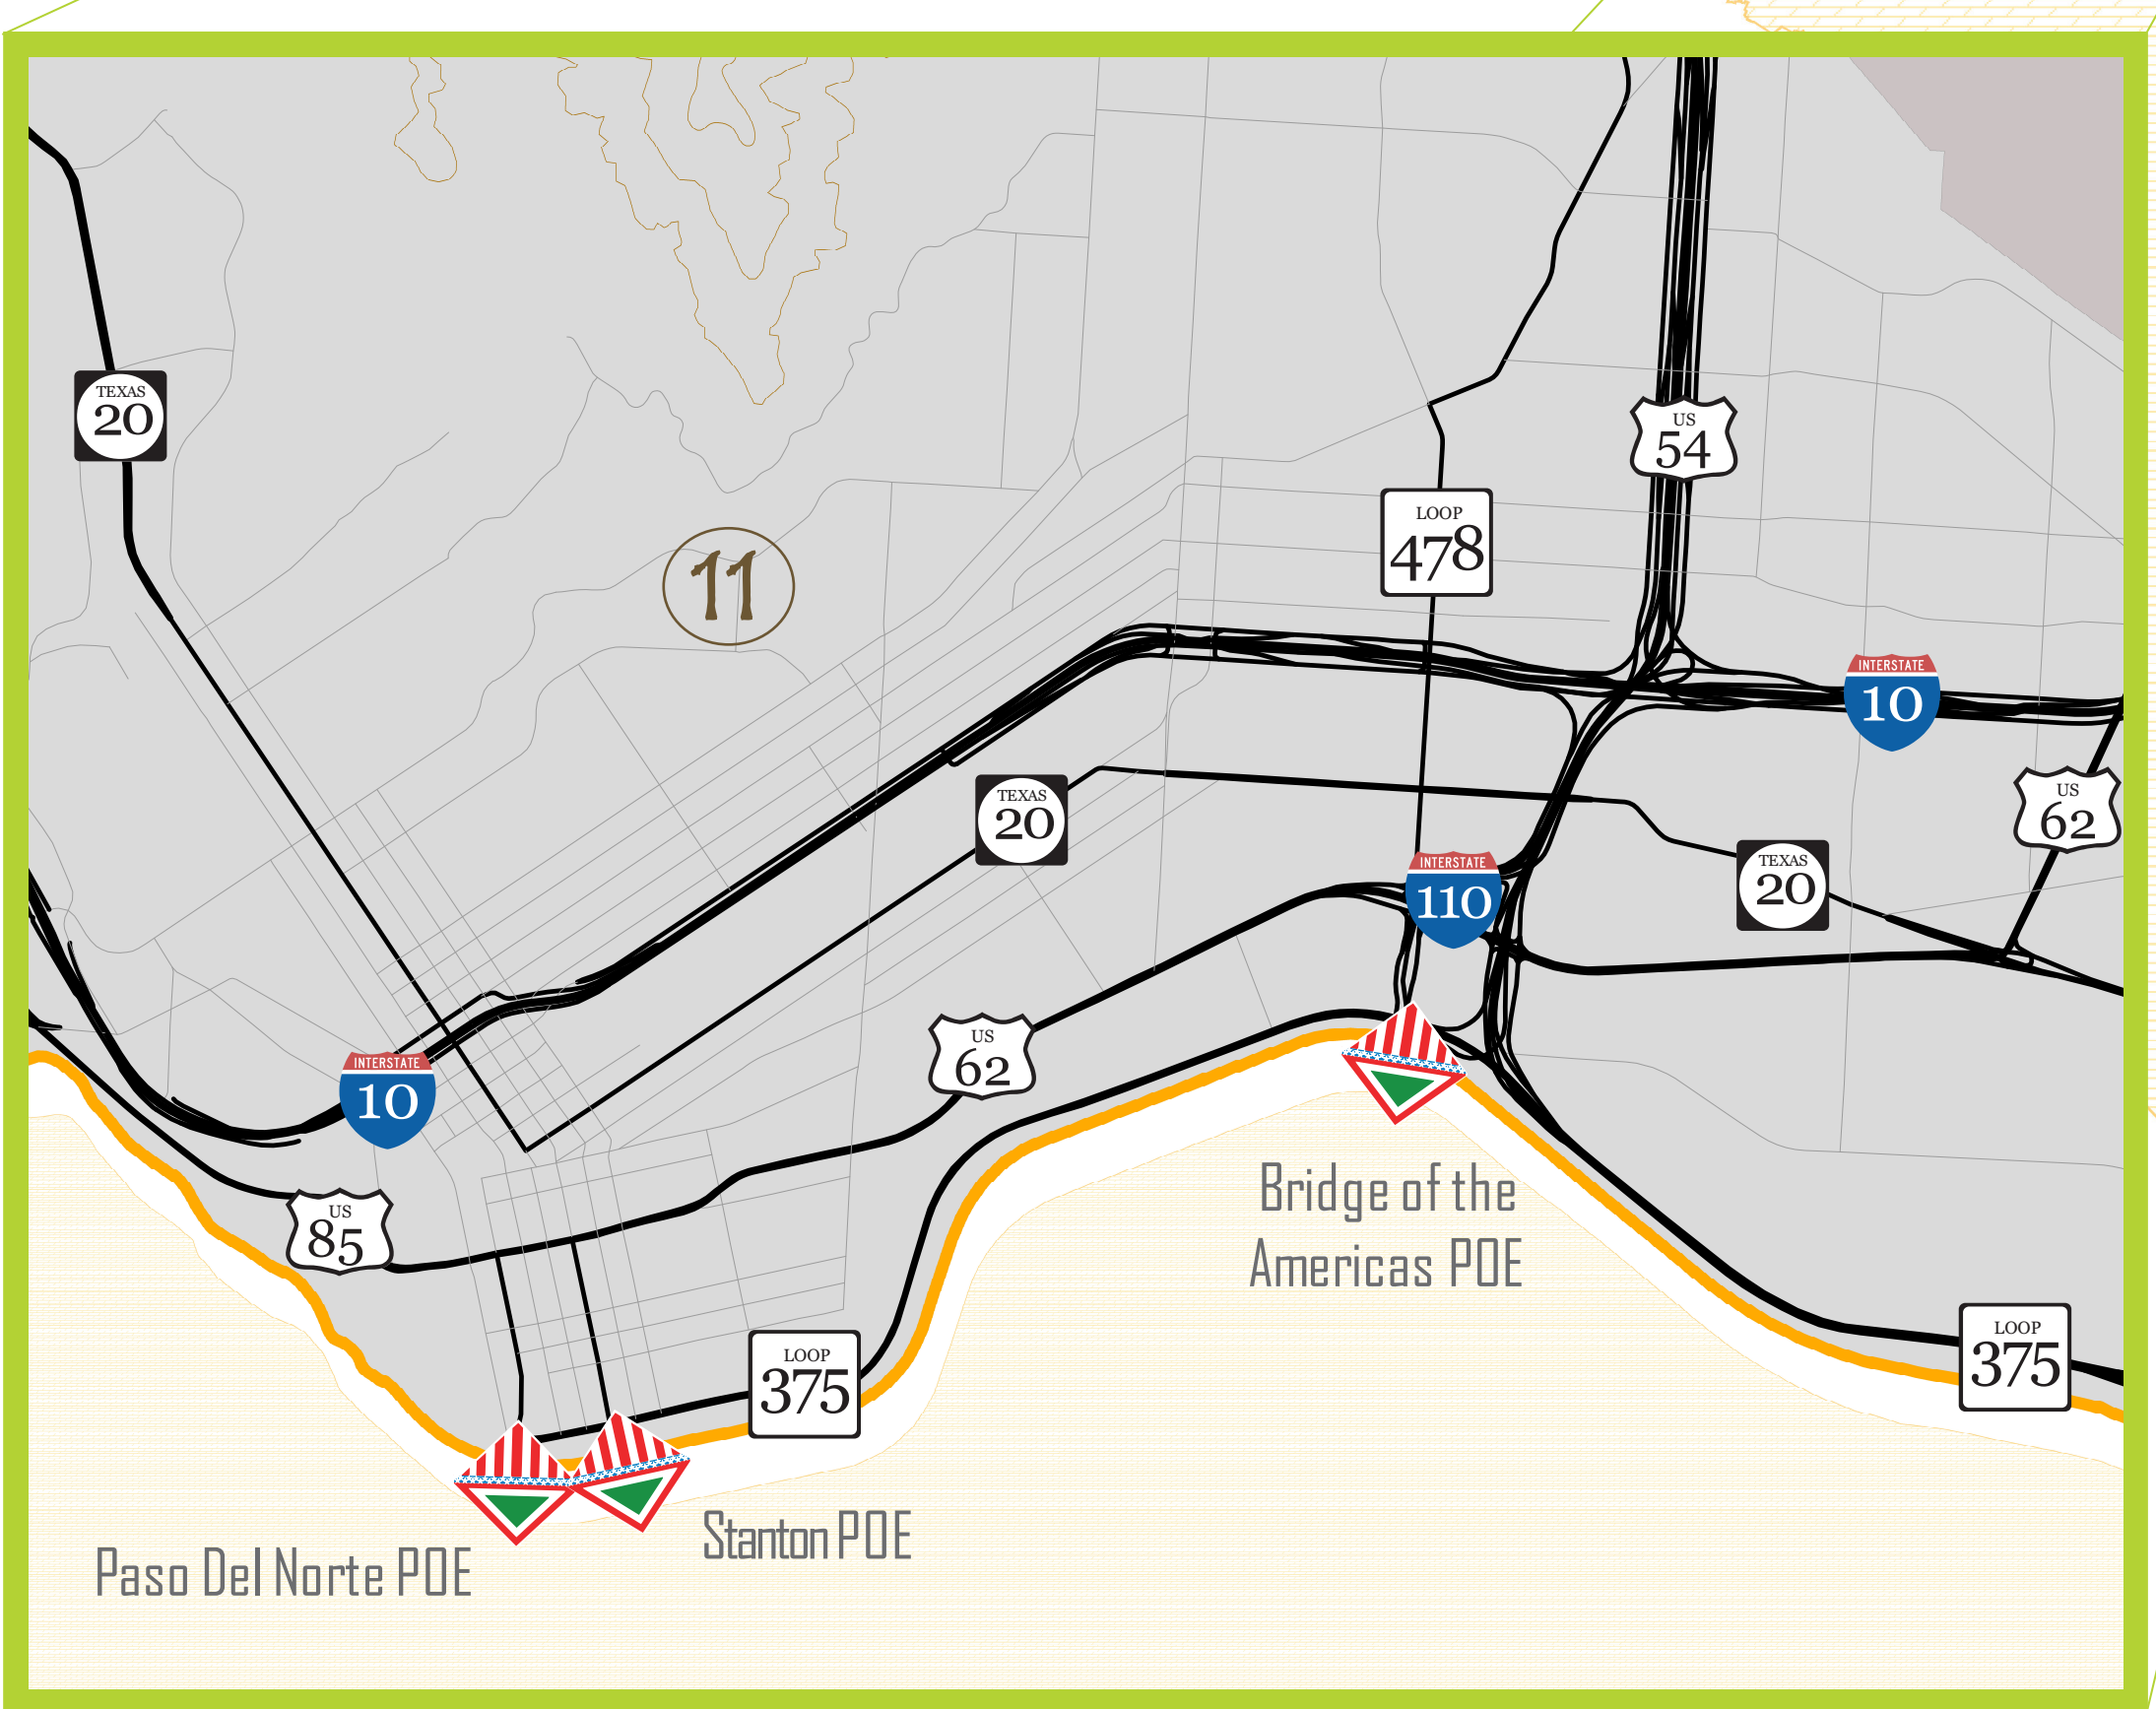 TEXAS
20
US
54
LOOP
478
11
INTERSTATE
10
US
62
TEXAS
20
TEXAS
20
INTERSTATE
110
US
62
INTERSTATE
10
US
85
Bridge of the
Americas POE
LOOP
375
LOOP
375
Stanton POE
Paso Del Norte POE